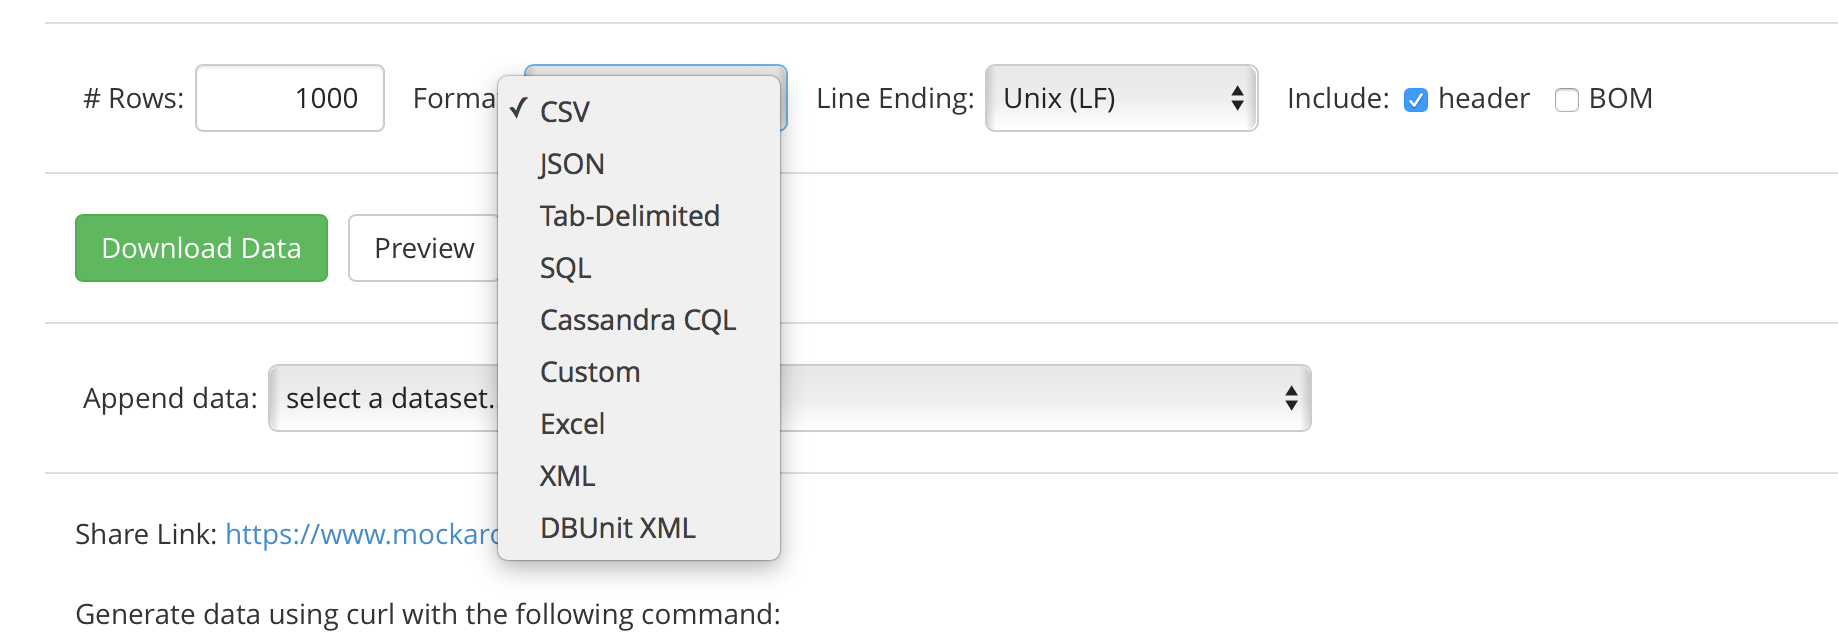 # Rows: 1000 Forma Line Ending: Unix (LF) Include: header BOM
CSV
JSON
Tab-Delimited
SQL
Cassandra CQL
Custom
Excel
XML
DBUnit XML
Download Data Preview
Append data: select a dataset..
Share Link: https://www.mockaro
Generate data using curl with the following command: